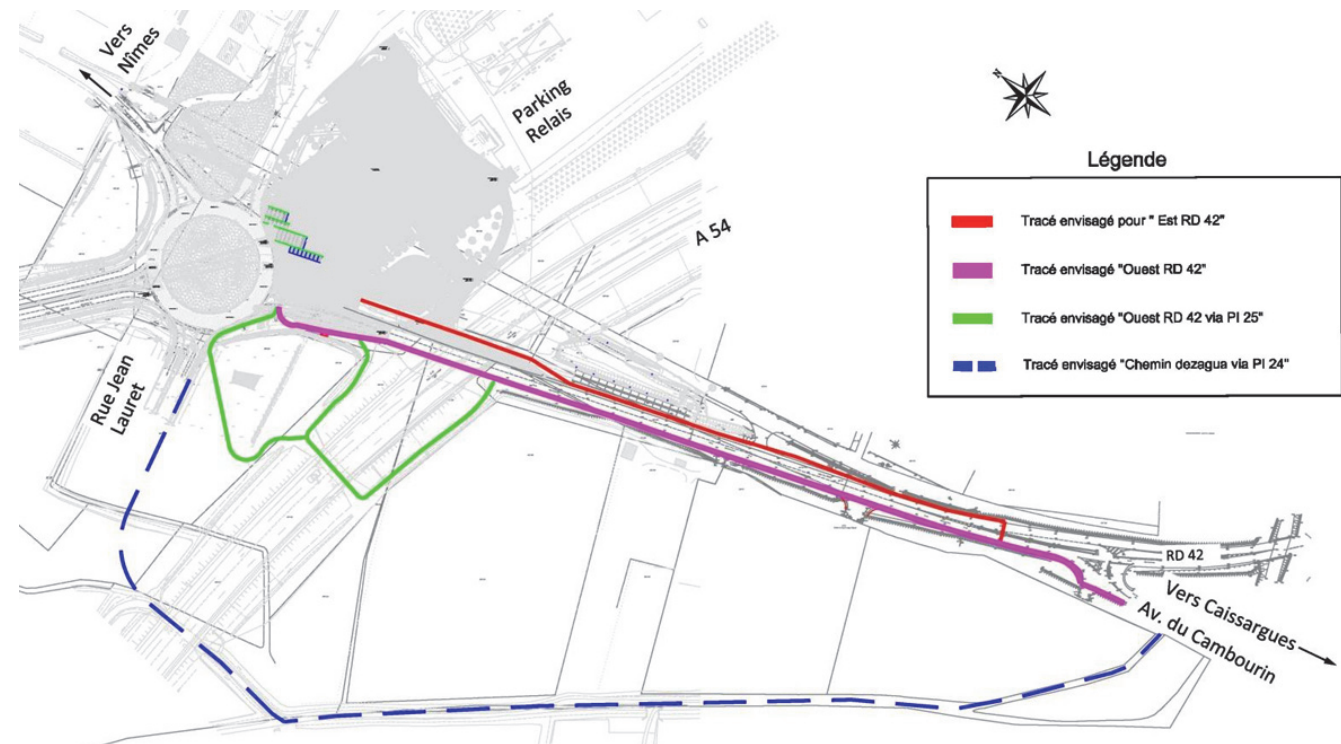 Vers
Nîmes
Parking
Relais
N
A 54
Légende
Tracé envisagé pour " Est RD 42"
Tracé envisagé "Ouest RD 42"
Tracé envisagé "Ouest RD 42 via PI 25"
Tracé envisagé "Chemin dezagua via PI 24"
Rue Jean
Lauret
RD 42
Vers Caissargues
Av. du Cambourin